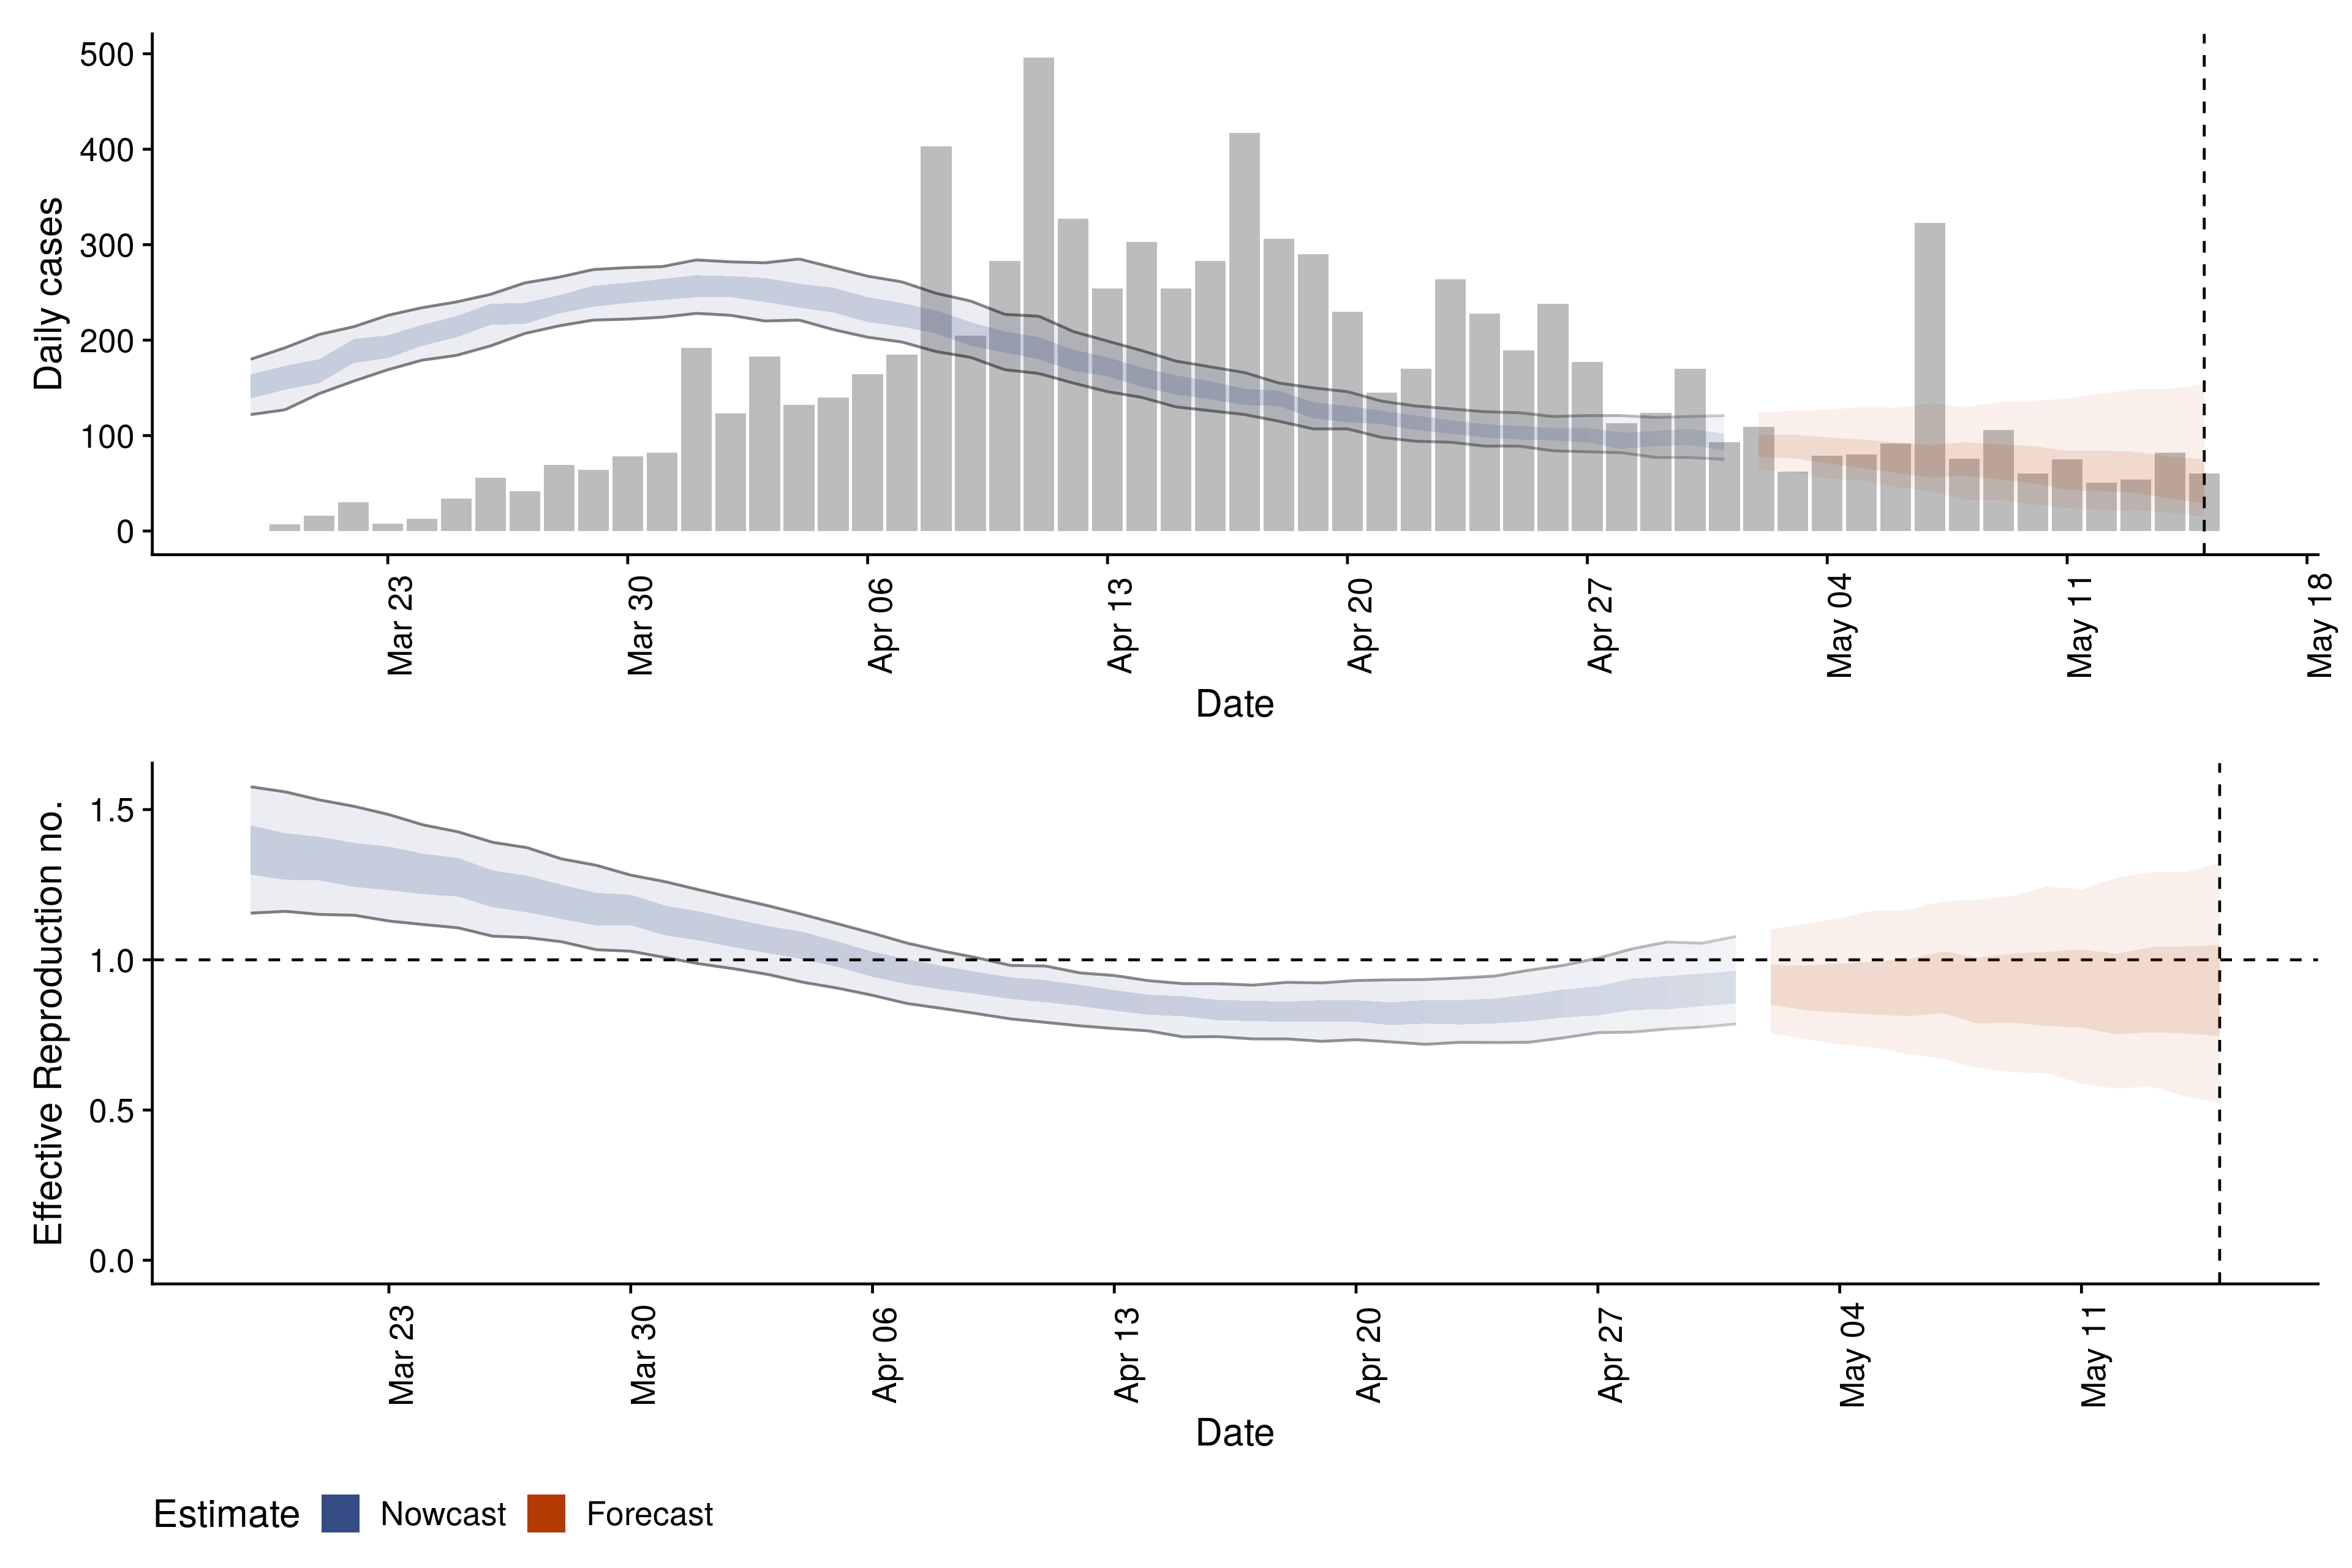 Daily cases
500
400
300
200
100
0
Mar 23
Mar 30
Apr 06
Apr 13
Apr 20
Apr 27
May 04
May 11
May 18
Date
Effective Reproduction no.
1.5
1.0
0.5
0.0
Mar 23
Mar 30
Apr 06
Apr 13
Apr 20
Apr 27
May 04
May 11
Date
Estimate Nowcast Forecast